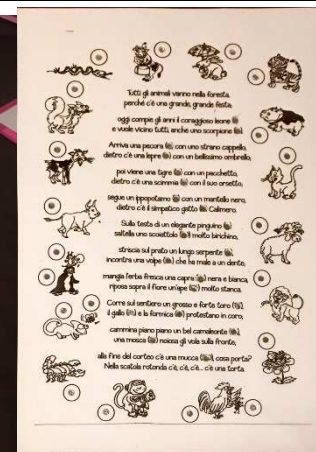 Tutti gli animali vanno nella foresta,
perché c'è una grande, grande festa:
oggi compie gli anni il coraggioso leone
e vuole vicino tutti, anche uno scorpione
Arriva una pecora con uno strano cappello,
dietro c'è una lepre con un bellissimo ombrello,
poi viene una tigre con un pacchetto,
dietro c'è una scimmia con il suo orsetto;
segue un ippopotamo con un mantello nero,
dietro c'è il simpatico gatto Calimero.
Sulla testa di un elegante pinguino
saltella uno scoiattolo molto birichino,
striscia sul prato un lungo serpente
incontra una volpe che ha male a un dente;
mangia l'erba fresca una capra nera e bianca,
riposa sopra il fiore un'ape molto stanca.
Corre sul sentiero un grosso e forte toro
il gallo e la formica protestano in coro;
cammina piano piano un bel camaleonte
una mosca noiosa gli vola sulla fronte;
alla fine del corteo c'è una mucca cosa porta?
Nella scatola rotonda c'è, c'è, c'è... c'è una torta.